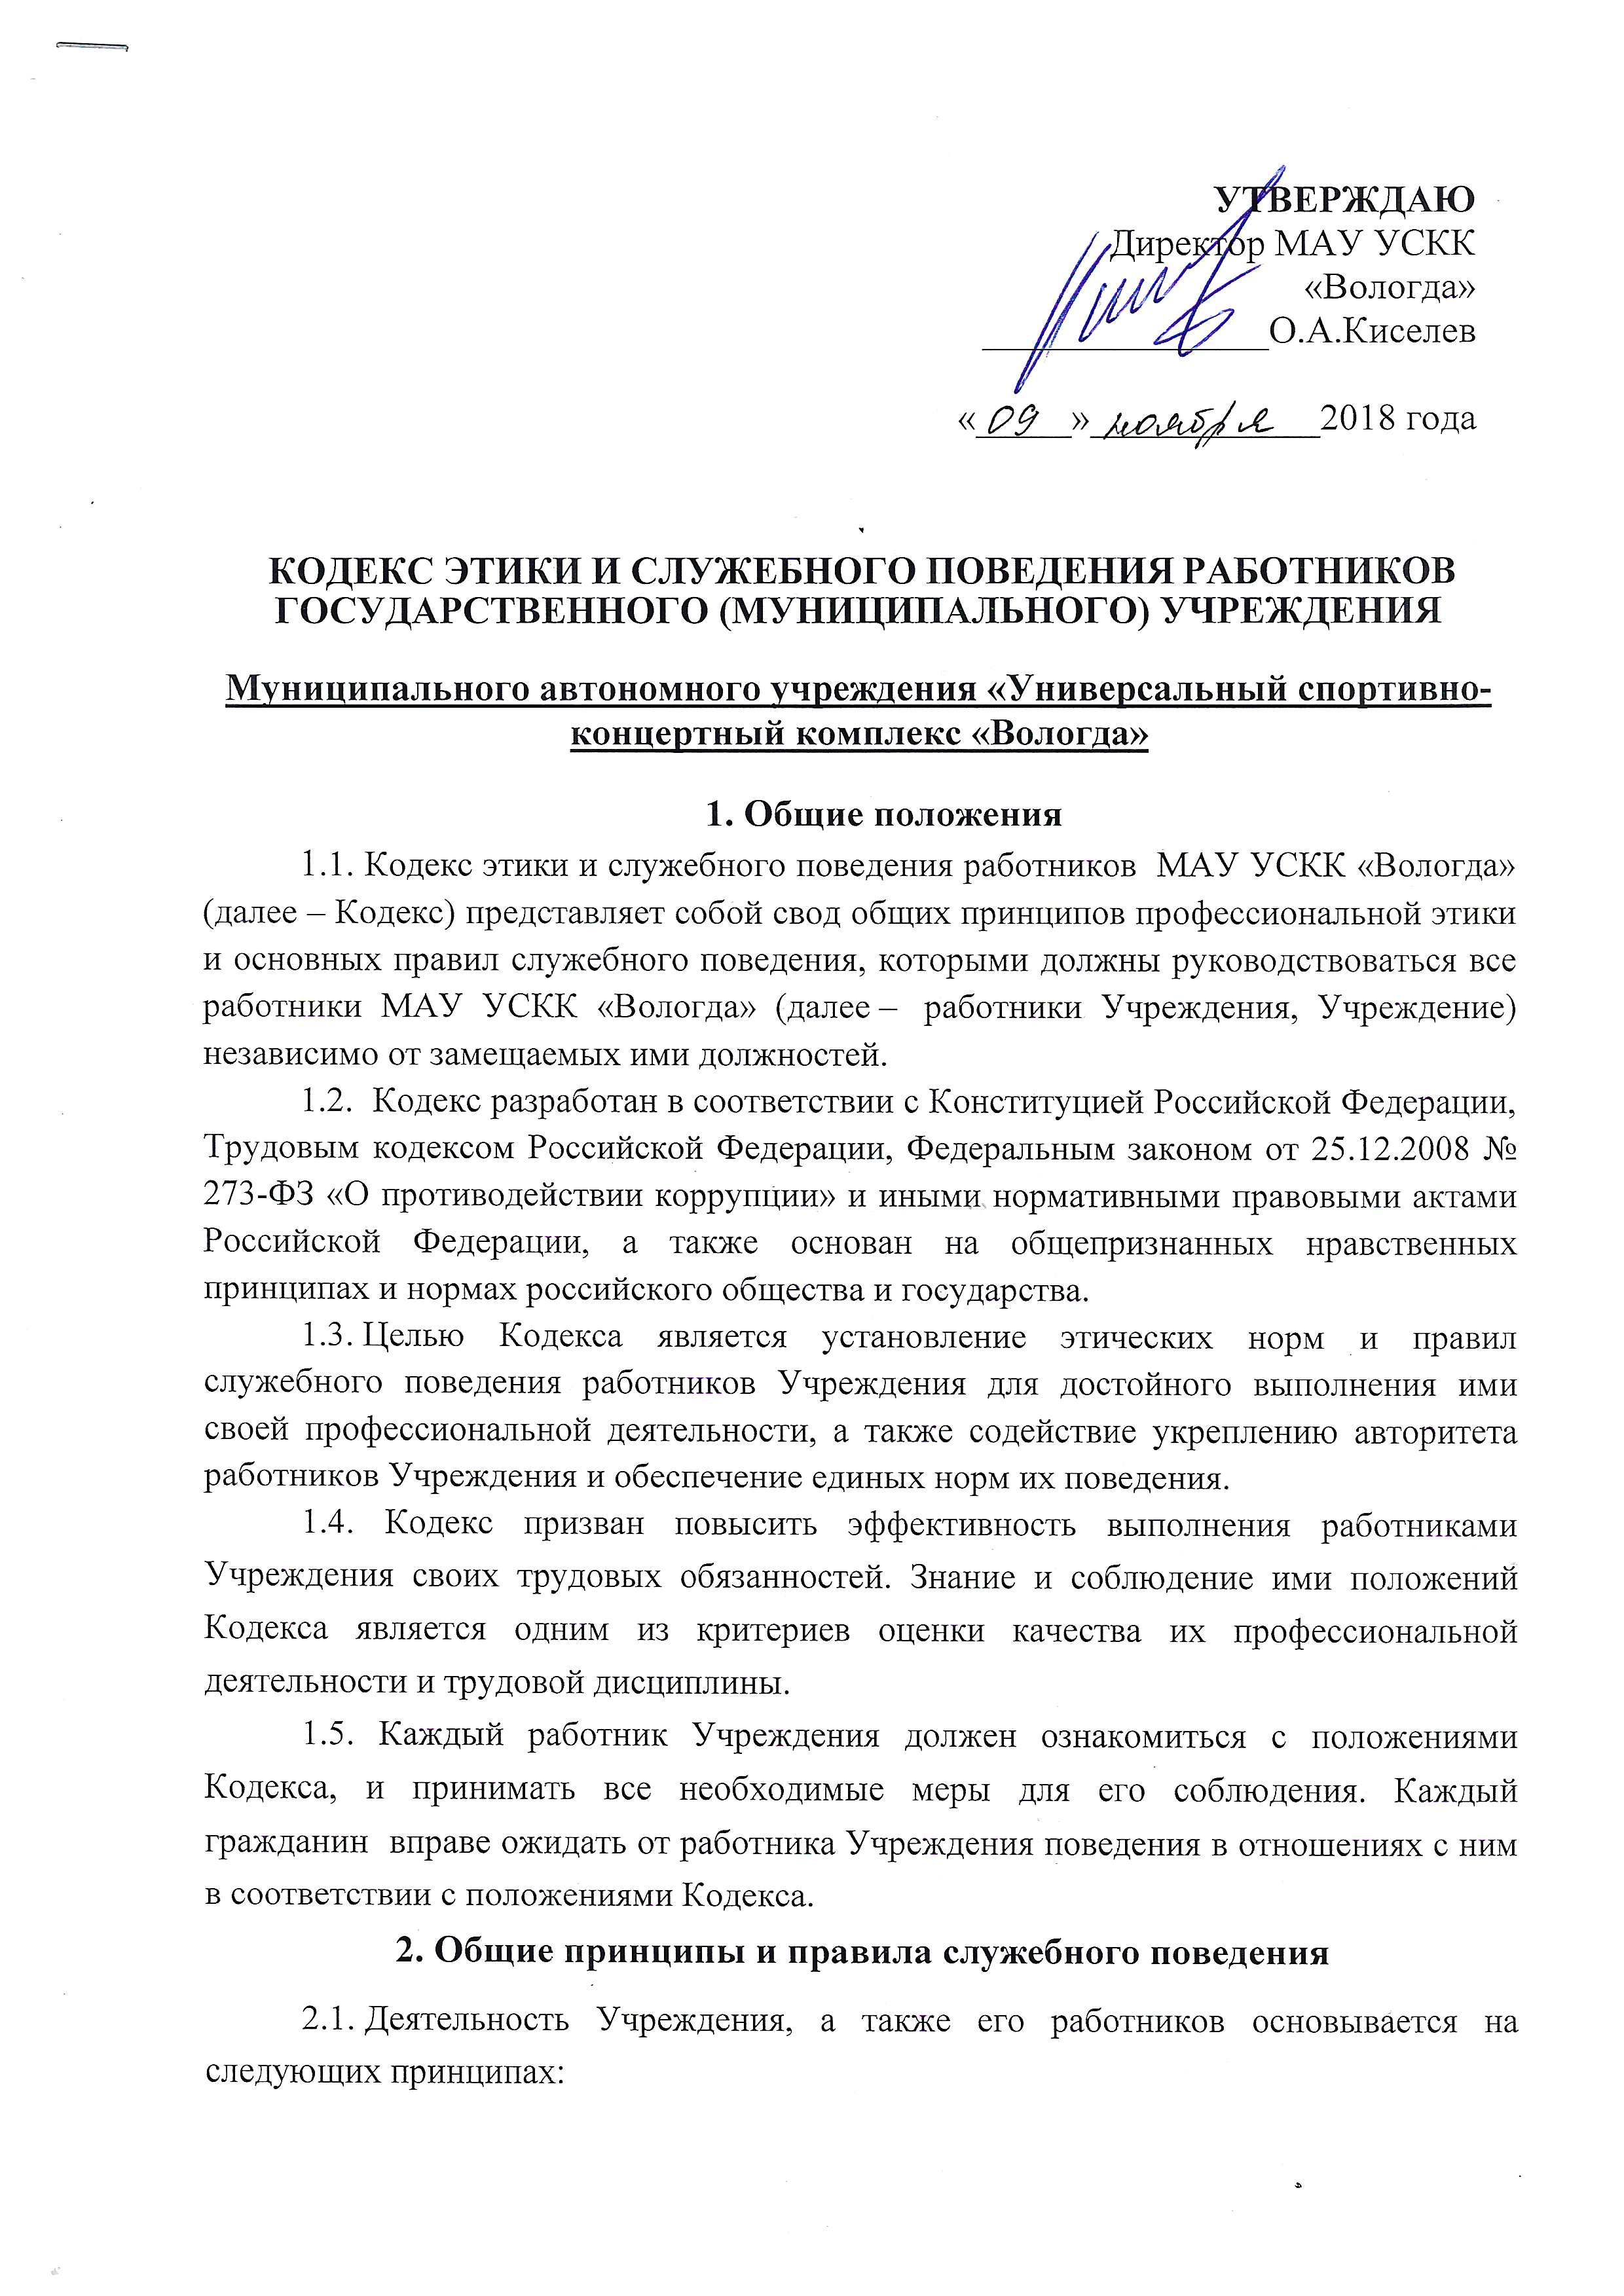 УТВЕРЖДАЮ
Директор МАУ УСКК
«Вологда»
_______________О.А.Киселев
«09» ноября 2018 года
КОДЕКС ЭТИКИ И СЛУЖЕБНОГО ПОВЕДЕНИЯ РАБОТНИКОВ
ГОСУДАРСТВЕННОГО (МУНИЦИПАЛЬНОГО) УЧРЕЖДЕНИЯ
Муниципального автономного учреждения «Универсальный спортивно-
концертный комплекс «Вологда»
1. Общие положения
1.1. Кодекс этики и служебного поведения работников МАУ УСКК «Вологда»
(далее – Кодекс) представляет собой свод общих принципов профессиональной этики
и основных правил служебного поведения, которыми должны руководствоваться все
работники МАУ УСКК «Вологда» (далее – работники Учреждения, Учреждение)
независимо от замещаемых ими должностей.
1.2. Кодекс разработан в соответствии с Конституцией Российской Федерации,
Трудовым кодексом Российской Федерации, Федеральным законом от 25.12.2008 №
273-ФЗ «О противодействии коррупции» и иными нормативными правовыми актами
Российской Федерации, а также основан на общепризнанных нравственных
принципах и нормах российского общества и государства.
1.3. Целью Кодекса является установление этических норм и правил
служебного поведения работников Учреждения для достойного выполнения ими
своей профессиональной деятельности, а также содействие укреплению авторитета
работников Учреждения и обеспечение единых норм их поведения.
1.4. Кодекс призван повысить эффективность выполнения работниками
Учреждения своих трудовых обязанностей. Знание и соблюдение ими положений
Кодекса является одним из критериев оценки качества их профессиональной
деятельности и трудовой дисциплины.
1.5. Каждый работник Учреждения должен ознакомиться с положениями
Кодекса, и принимать все необходимые меры для его соблюдения. Каждый
гражданин вправе ожидать от работника Учреждения поведения в отношениях с ним
в соответствии с положениями Кодекса.
2. Общие принципы и правила служебного поведения
2.1. Деятельность Учреждения, а также его работников основывается на
следующих принципах: